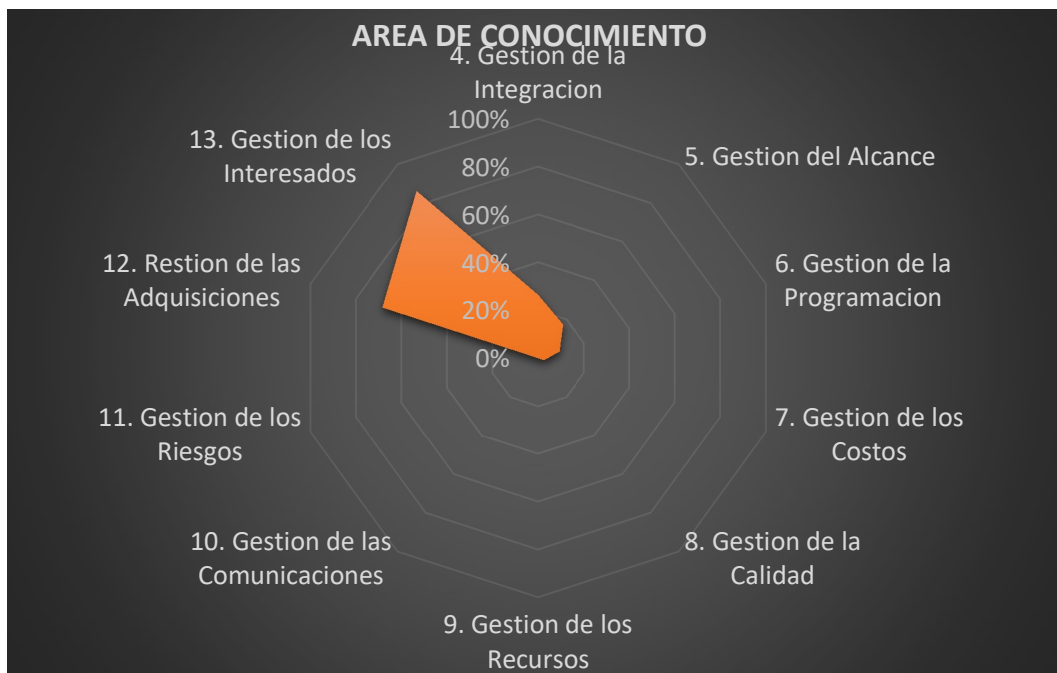 AREA DE CONOCIMIENTO
4. Gestion de la
Integracion
100%
80%
60%
40%
20%
0%
5. Gestion del Alcance
6. Gestion de la
Programacion
7. Gestion de los
Costos
8. Gestion de la
Calidad
9. Gestion de los
Recursos
10. Gestion de las
Comunicaciones
11. Gestion de los
Riesgos
12. Restion de las
Adquisiciones
13. Gestion de los
Interesados